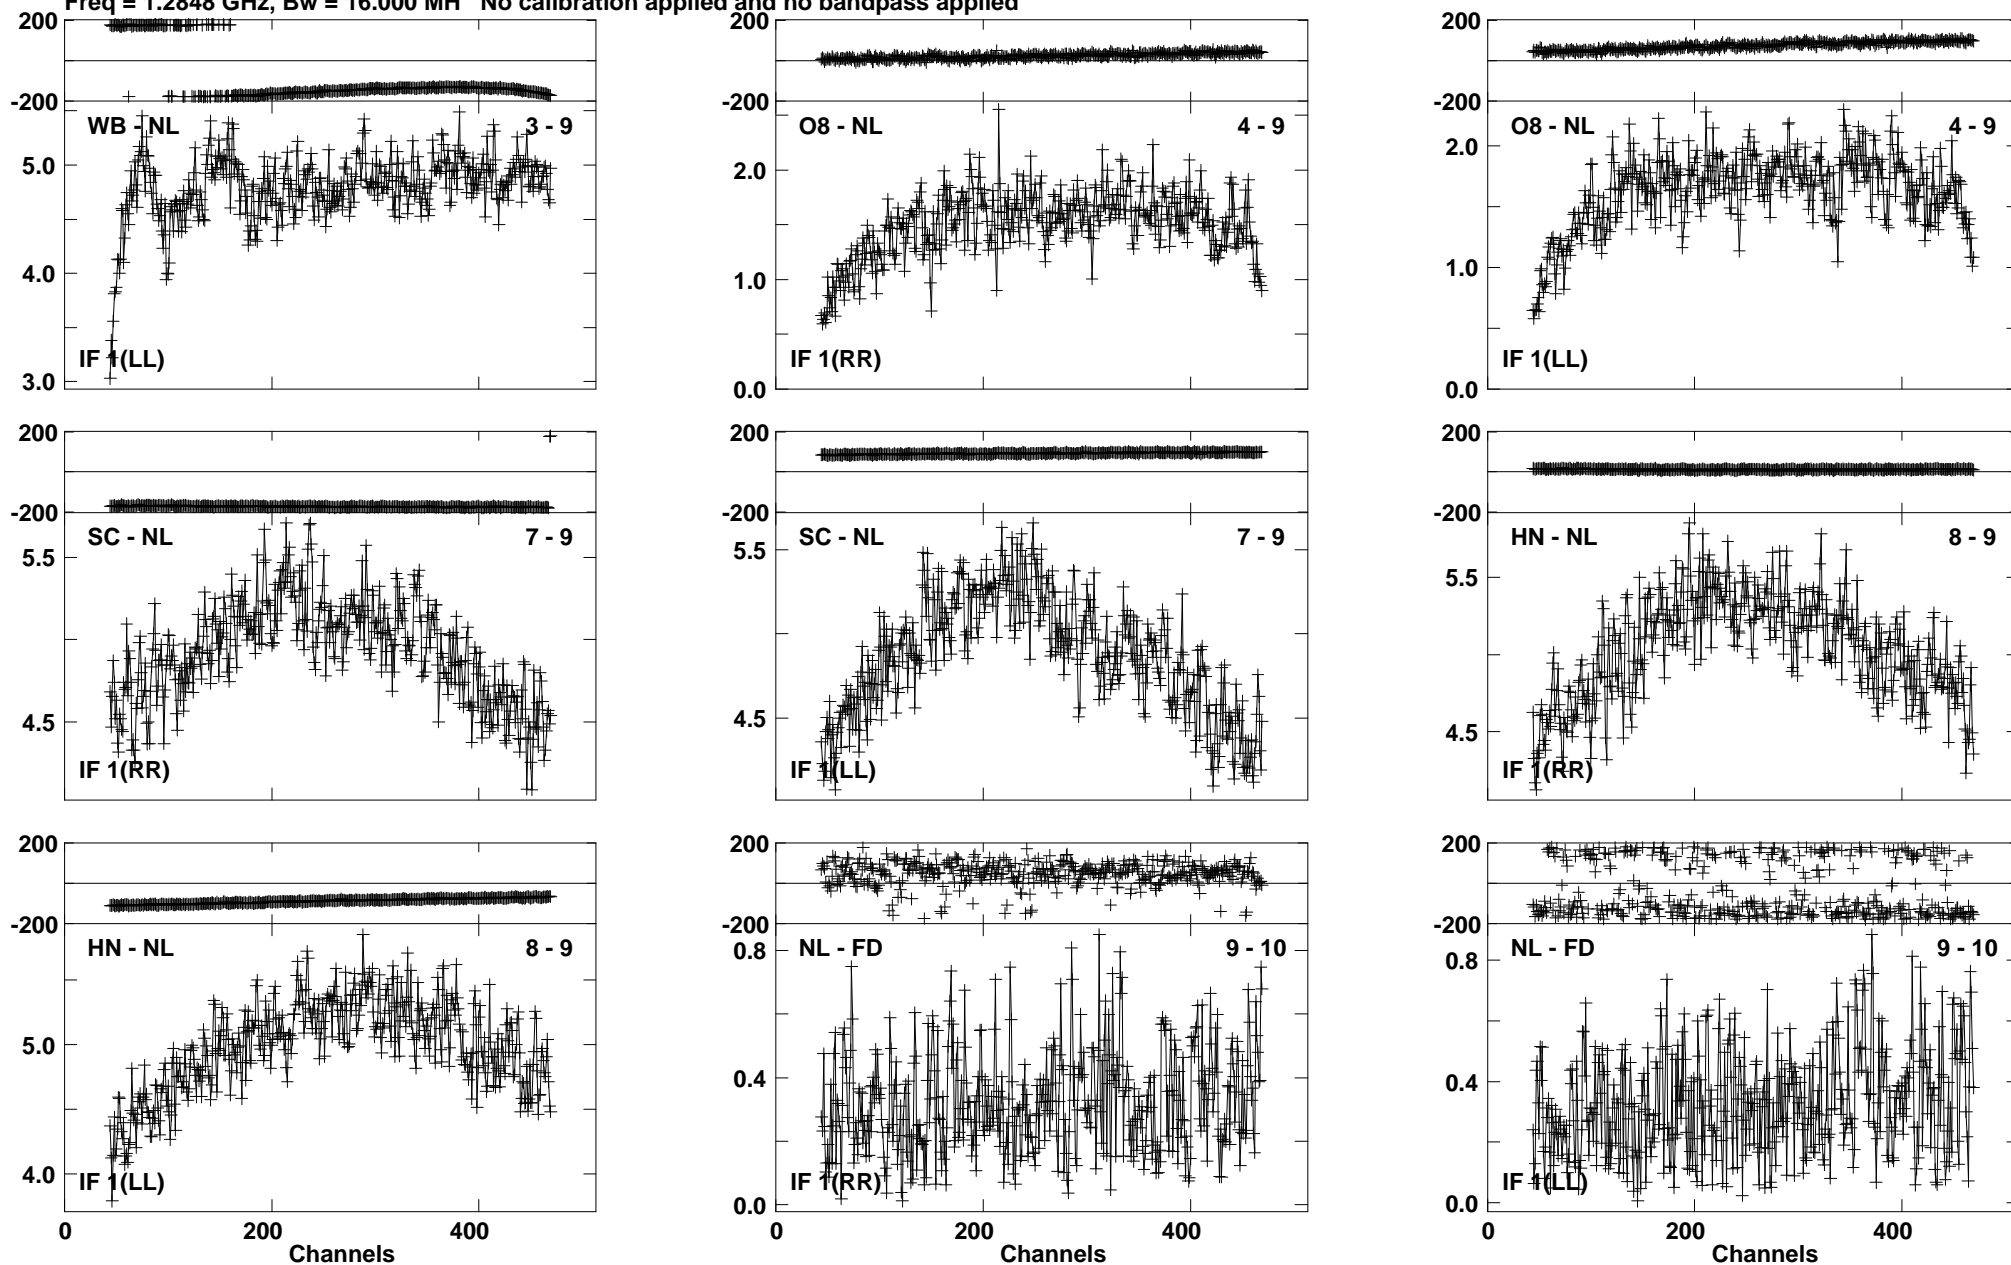 Freq = 1.2848 GHz, Bw = 16.000 MH No calibration applied and no bandpass applied
200
-200
WB - NL 3 - 9
5.0
4.0
3.0
IF 1(LL)
200
-200
O8 - NL 4 - 9
2.0
1.0
0.0
IF 1(RR)
200
-200
O8 - NL 4 - 9
2.0
1.0
0.0
IF 1(LL)
200
-200
SC - NL 7 - 9
5.5
4.5
IF 1(RR)
200
-200
SC - NL 7 - 9
5.5
4.5
IF 1(LL)
200
-200
HN - NL 8 - 9
5.5
4.5
IF 1(RR)
200
-200
HN - NL 8 - 9
5.0
4.0
IF 1(LL)
0 200 400
Channels
200
-200
NL - FD 9 - 10
0.8
0.4
0.0
IF 1(RR)
0 200 400
Channels
200
-200
NL - FD 9 - 10
0.8
0.4
0.0
IF 1(LL)
0 200 400
Channels